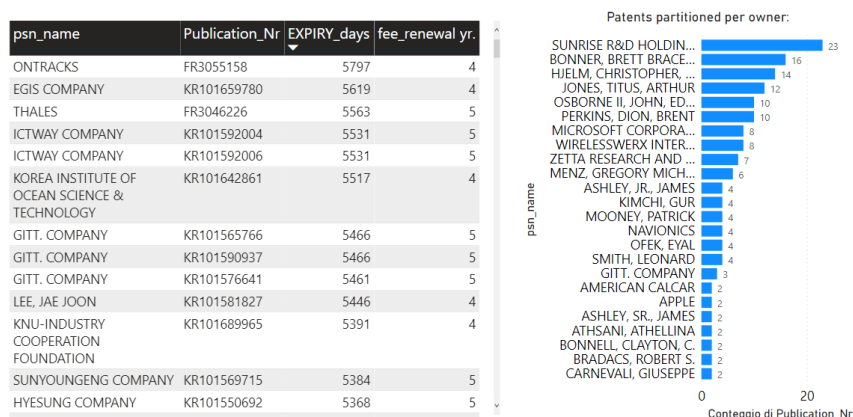 psn_name Publication_Nr EXPIRY_days fee_renewal yr.
ONTRACKS FR3055158 5797 4
EGIS COMPANY KR101659780 5619 4
THALES FR3046226 5563 5
ICTWAY COMPANY KR101592004 5531 5
ICTWAY COMPANY KR101592006 5531 5
KOREA INSTITUTE OF KR101642861 5517 4
OCEAN SCIENCE &
TECHNOLOGY
GITT. COMPANY KR101565766 5466 5
GITT. COMPANY KR101590937 5466 5
GITT. COMPANY KR101576641 5461 5
LEE, JAE JOON KR101581827 5446 4
KNU-INDUSTRY KR101689965 5391 4
COOPERATION
FOUNDATION
SUNYOUNGENG COMPANY KR101569715 5384 5
HYESUNG COMPANY KR101550692 5368 5
Patents partitioned per owner:
psn_name
SUNRISE R&D HOLDIN... 23
BONNER, BRETT BRACE... 16
HJELM, CHRISTOPHER, ... 14
JONES, TITUS, ARTHUR 12
OSBORNE II, JOHN, ED... 10
PERKINS, DION, BRENT 10
MICROSOFT CORPORA... 8
WIRELESSWERX INTER... 8
ZETTA RESEARCH AND ... 7
MENZ, GREGORY MICH... 6
ASHLEY, JR., JAMES 4
KIMCHI, GUR 4
MOONEY, PATRICK 4
NAVIONICS 4
OFEK, EYAL 4
SMITH, LEONARD 4
GITT. COMPANY 3
AMERICAN CALCAR 2
APPLE 2
ASHLEY, SR., JAMES 2
ATHSANI, ATHELLINA 2
BONNELL, CLAYTON, C. 2
BRADACS, ROBERT S. 2
CARNEVALI, GIUSEPPE 2
0 20
Conteggio di Publication_Nr